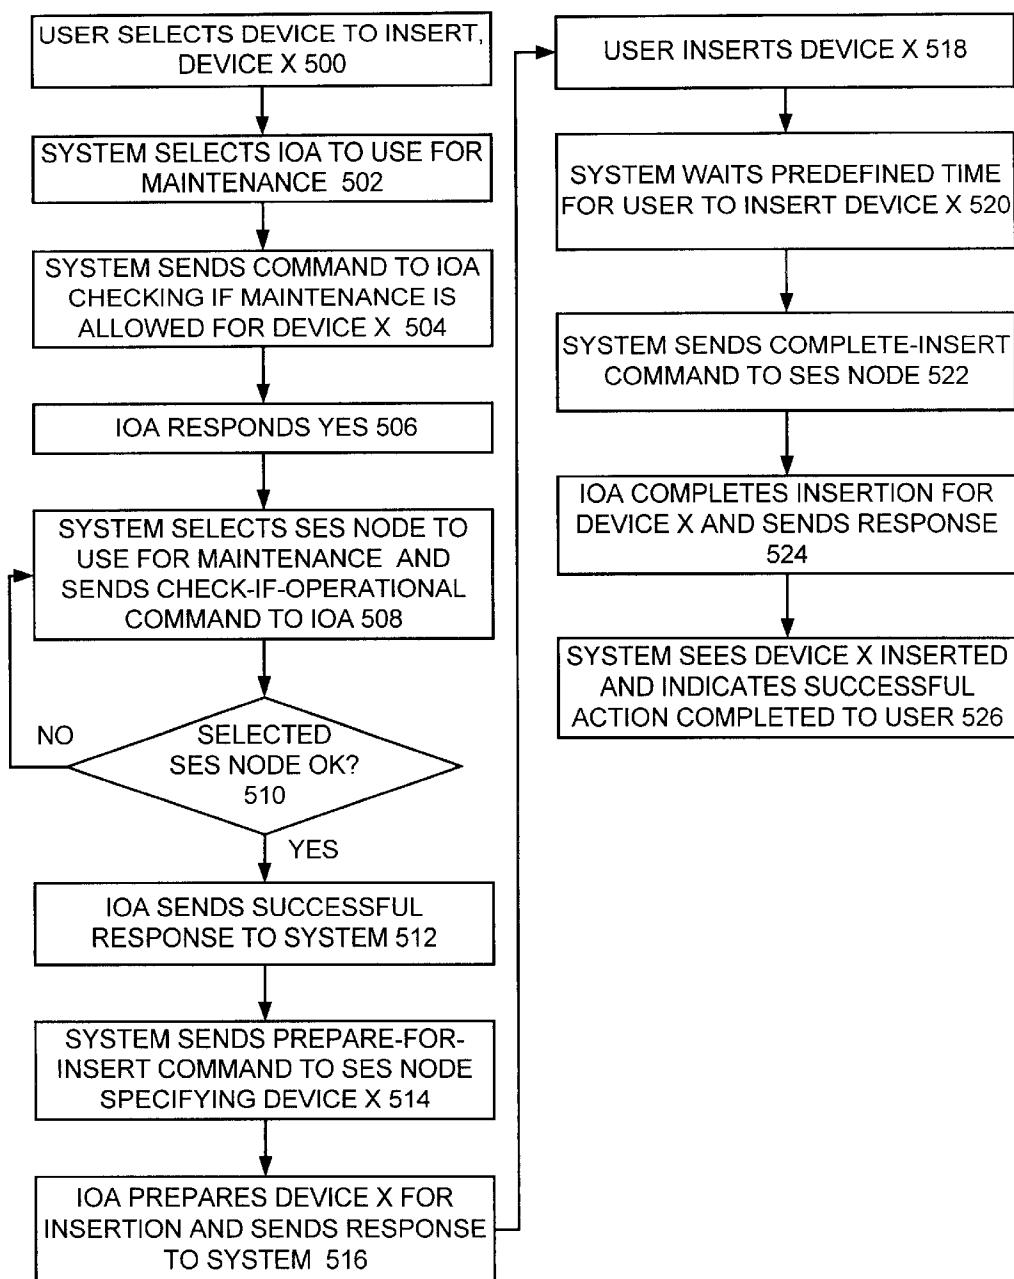 USER SELECTS DEVICE TO INSERT,
DEVICE X 500
SYSTEM SELECTS IOA TO USE FOR
MAINTENANCE 502
SYSTEM SENDS COMMAND TO IOA
CHECKING IF MAINTENANCE IS
ALLOWED FOR DEVICE X 504
IOA RESPONDS YES 506
SYSTEM SELECTS SES NODE TO
USE FOR MAINTENANCE AND
SENDS CHECK-IF-OPERATIONAL
COMMAND TO IOA 508
NO
SELECTED
SES NODE OK?
510
YES
IOA SENDS SUCCESSFUL
RESPONSE TO SYSTEM 512
SYSTEM SENDS PREPARE-FOR-
INSERT COMMAND TO SES NODE
SPECIFYING DEVICE X 514
IOA PREPARES DEVICE X FOR
INSERTION AND SENDS RESPONSE
TO SYSTEM 516
USER INSERTS DEVICE X 518
SYSTEM WAITS PREDEFINED TIME
FOR USER TO INSERT DEVICE X 520
SYSTEM SENDS COMPLETE-INSERT
COMMAND TO SES NODE 522
IOA COMPLETES INSERTION FOR
DEVICE X AND SENDS RESPONSE
524
SYSTEM SEES DEVICE X INSERTED
AND INDICATES SUCCESSFUL
ACTION COMPLETED TO USER 526